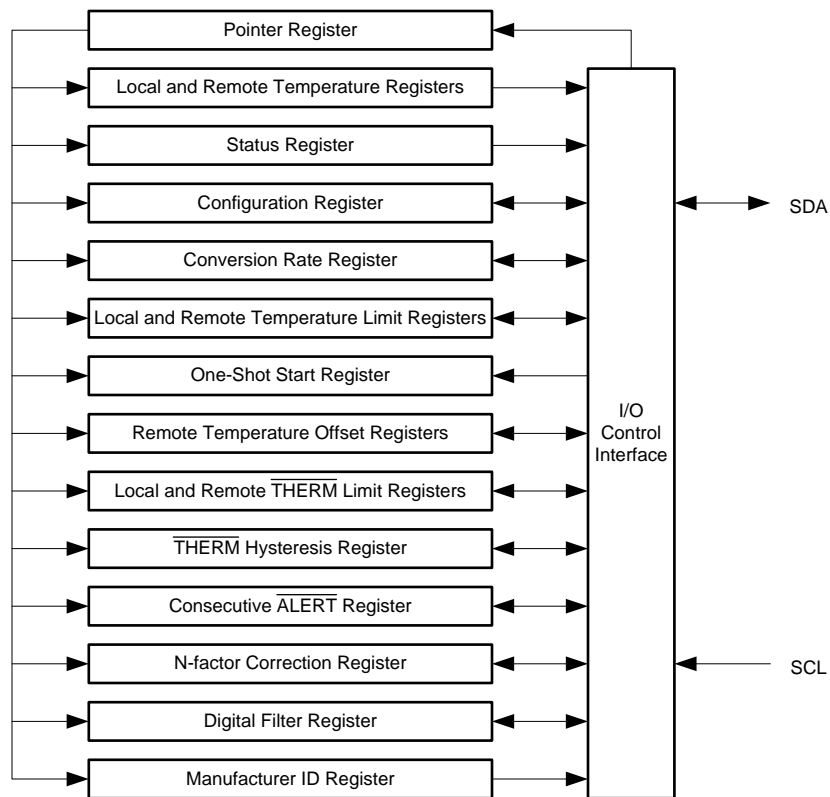 Pointer Register
Local and Remote Temperature Registers
Status Register
Configuration Register
SDA
Conversion Rate Register
Local and Remote Temperature Limit Registers
One-Shot Start Register
I/O
Control
Interface
Remote Temperature Offset Registers
Local and Remote THERM Limit Registers
THERM Hysteresis Register
Consecutive ALERT Register
N-factor Correction Register
SCL
Digital Filter Register
Manufacturer ID Register